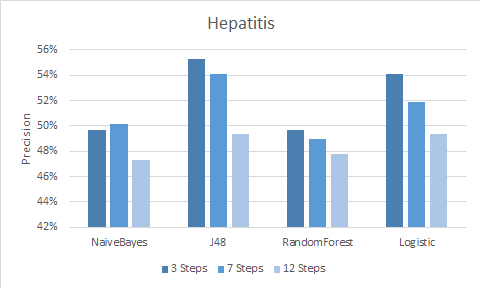 Hepatitis
Precision
56%
54%
52%
50%
48%
46%
44%
42%
NaiveBayes J48 RandomForest Logistic
3 Steps 7 Steps 12 Steps